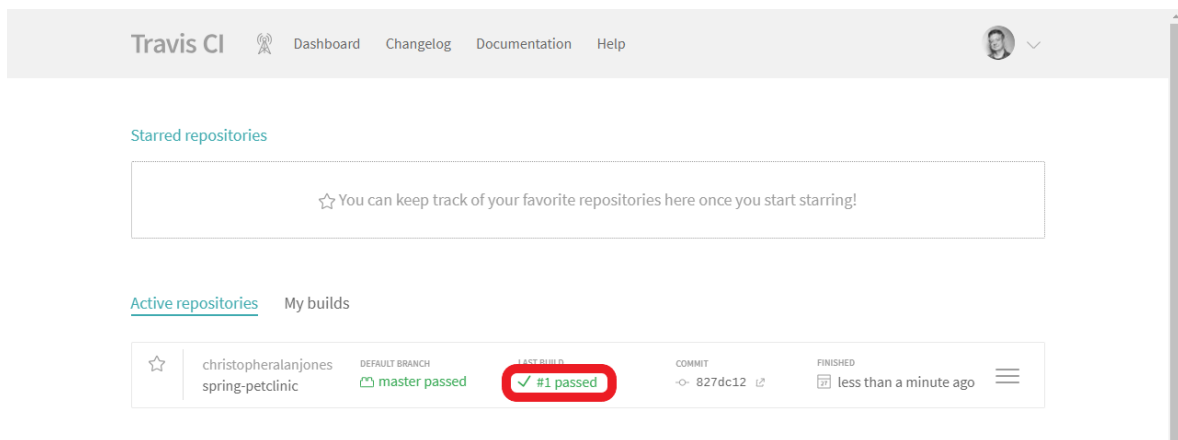 Travis CI Dashboard Changelog Documentation Help
Starred repositories
You can keep track of your favorite repositories here once you start starring!
Active repositories My builds
christopheralanjones DEFAULT BRANCH LAST BUILD COMMIT FINISHED
spring-petclinic master passed #1 passed 827dc12 27 less than a minute ago